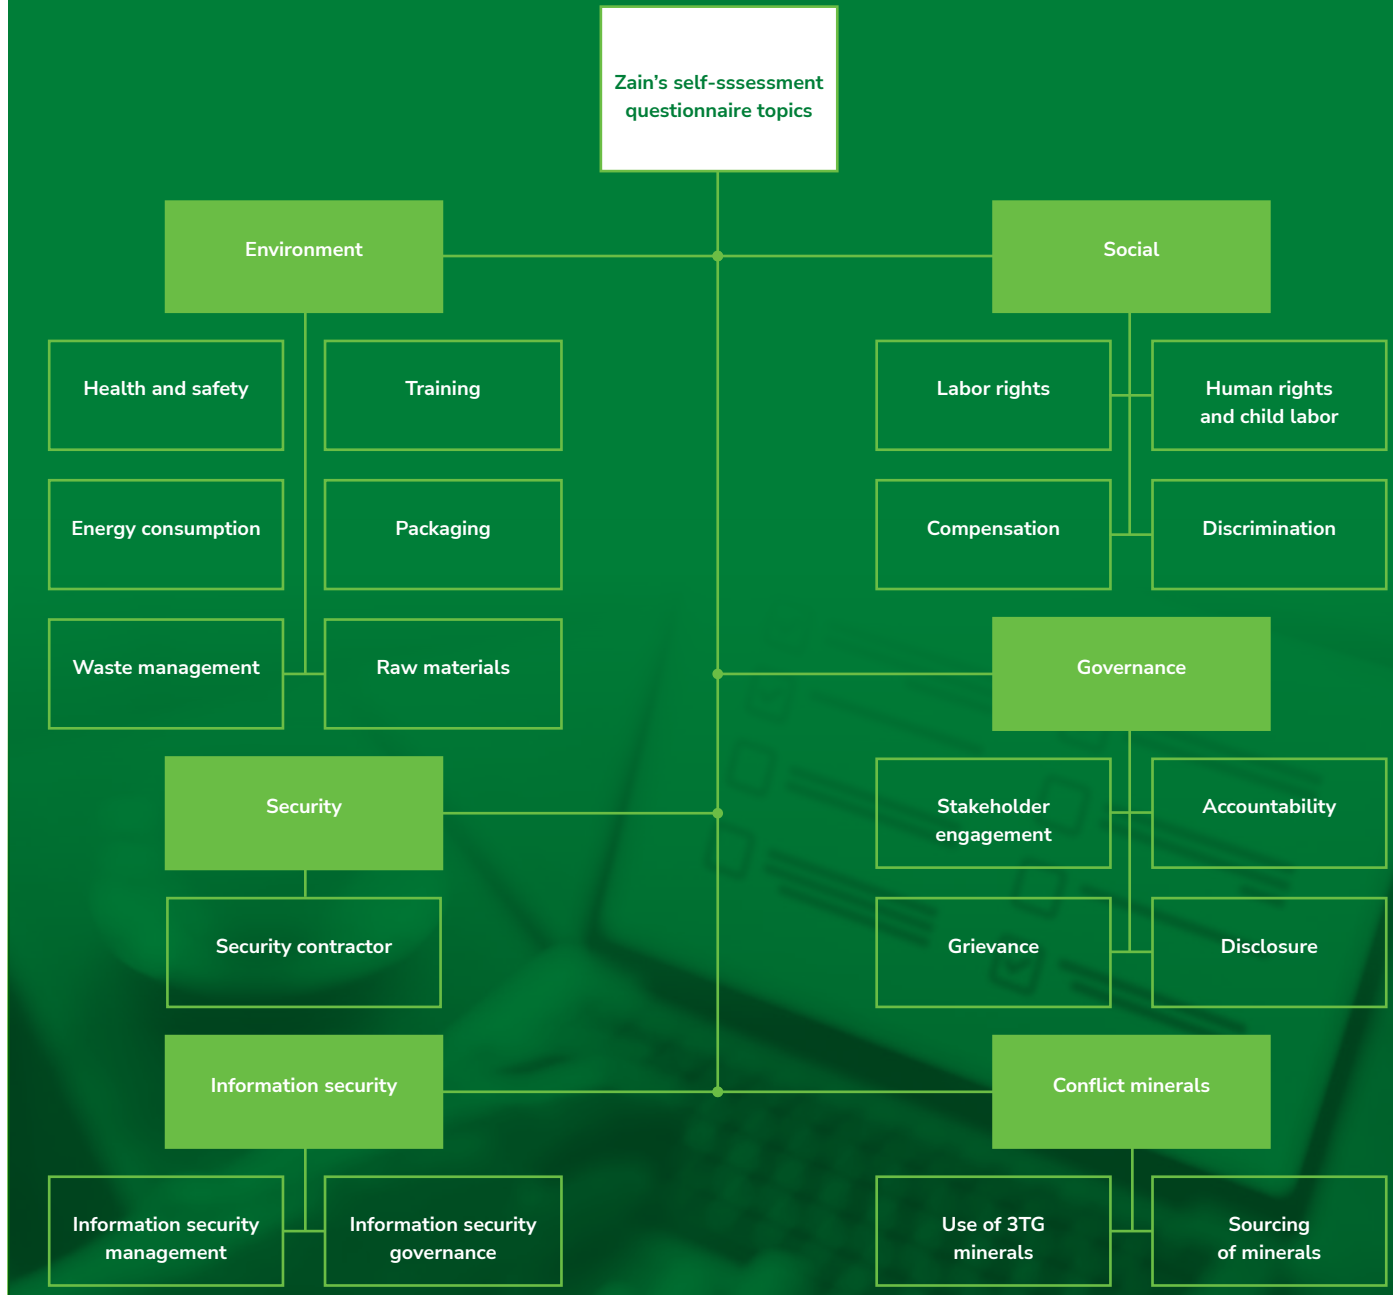 Zain’s self-sssessment
questionnaire topics
Environment
Social
Health and safety
Training
Labor rights
Human rights
and child labor
Energy consumption
Packaging
Compensation
Discrimination
Waste management
Raw materials
Governance
Security
Stakeholder
engagement
Accountability
Security contractor
Grievance
Disclosure
Information security
Conflict minerals
Information security
management
Information security
governance
Use of 3TG
minerals
Sourcing
of minerals